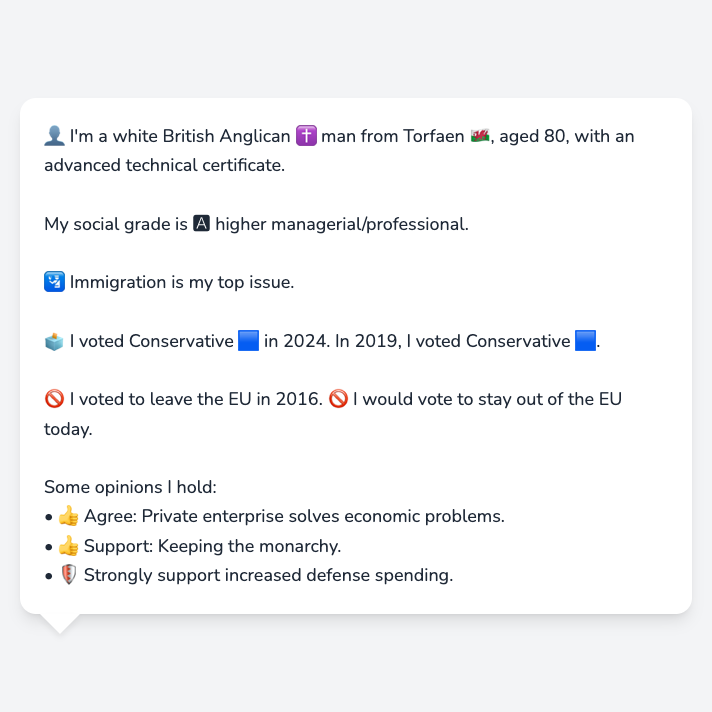 👤 I'm a white British Anglican ✝️ man from Torfaen 🏴󠁧󠁢󠁷󠁬󠁳󠁿, aged 80, with an
advanced technical certificate.
My social grade is 🅰 higher managerial/professional.
🛂 Immigration is my top issue.
🗳️ I voted Conservative 🟦 in 2024. In 2019, I voted Conservative 🟦.
🚫 I voted to leave the EU in 2016. 🚫 I would vote to stay out of the EU
today.
Some opinions I hold:
• 👍 Agree: Private enterprise solves economic problems.
• 👍 Support: Keeping the monarchy.
• 🛡️ Strongly support increased defense spending.